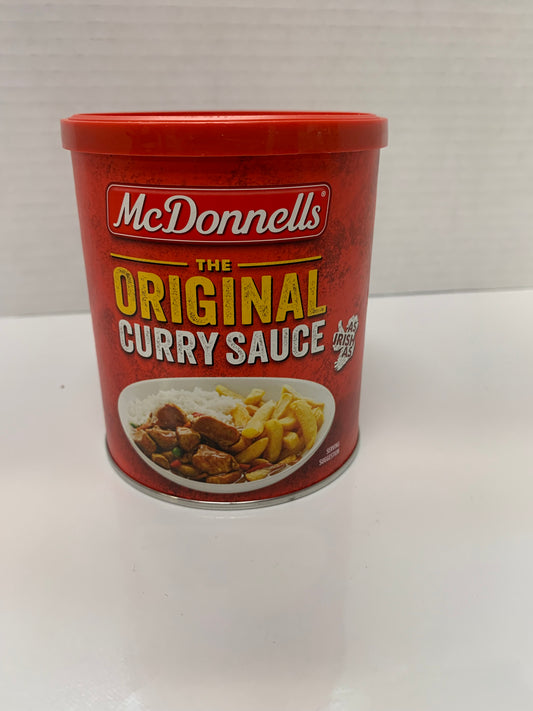 McDonnells®
THE
ORIGINAL
CURRY SAUCE
AS
IRISH
AS
SERVING
SUGGESTION